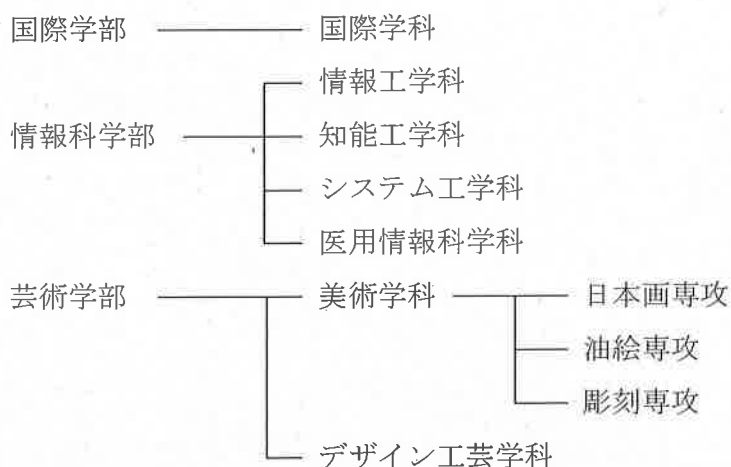 国際学部 国際学科
情報工学科
情報科学部 知能工学科
システム工学科
医用情報科学科
芸術学部 美術学科 日本画専攻
油絵専攻
彫刻専攻
デザイン工芸学科